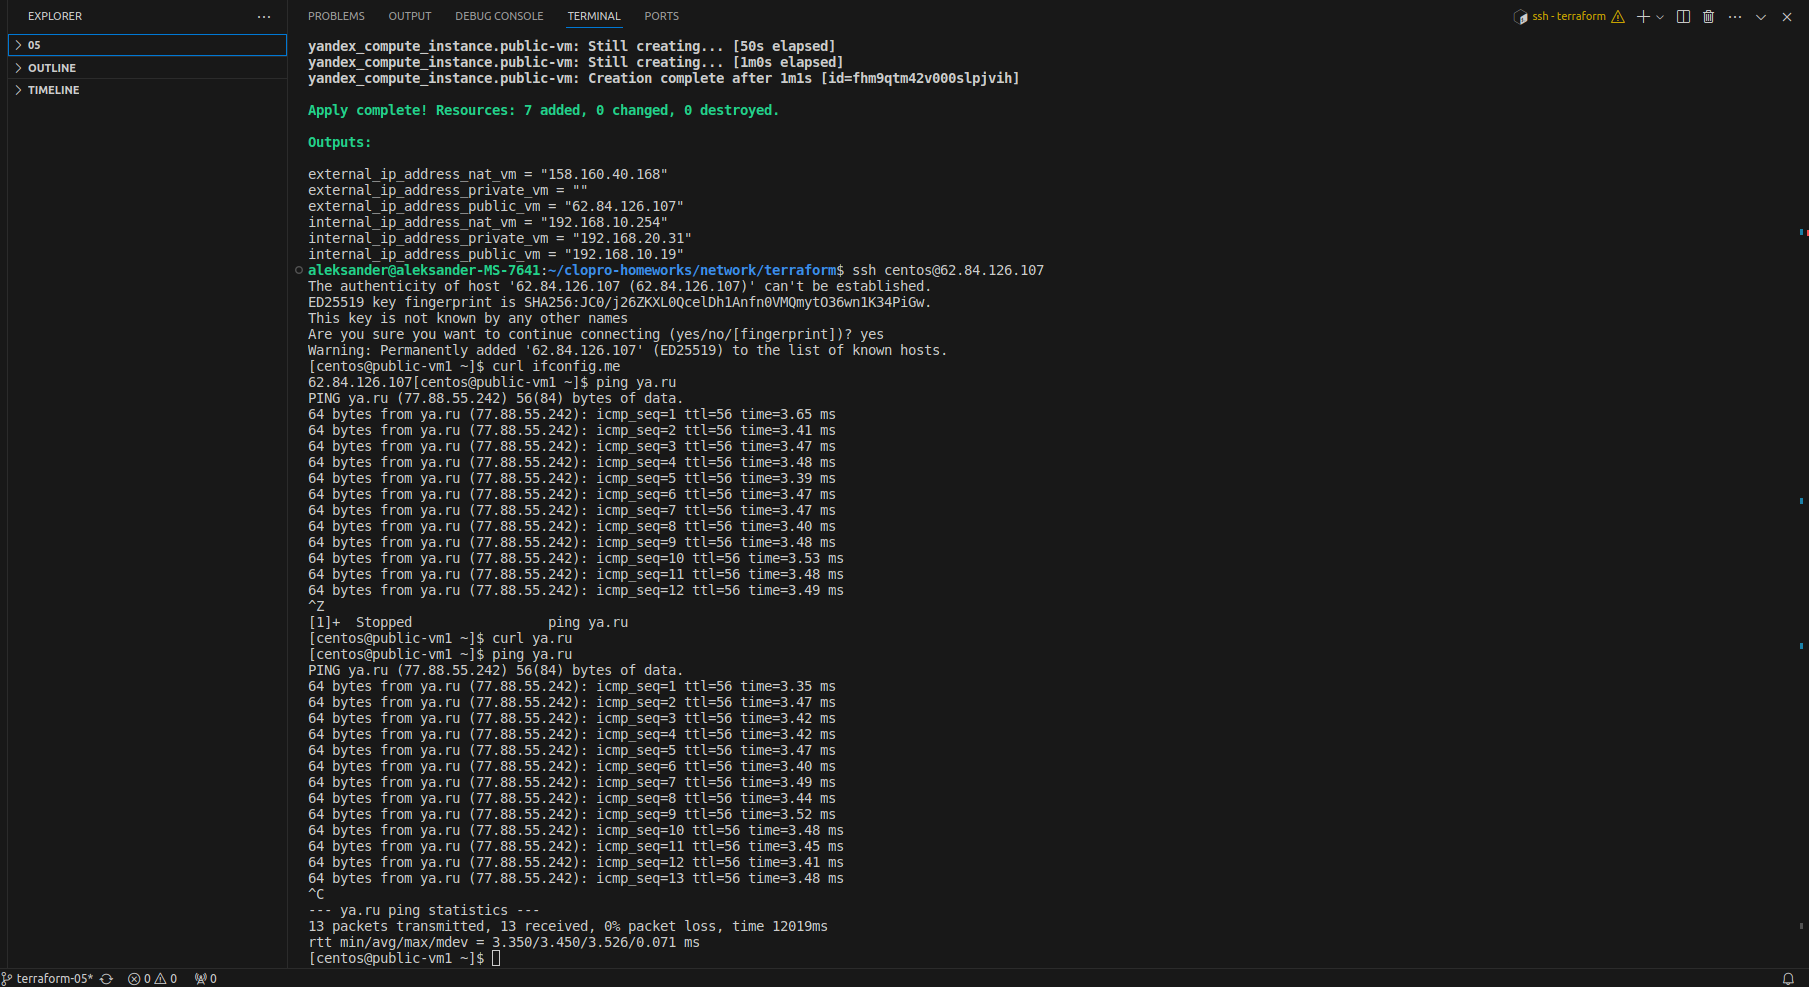 EXPLORER
05
OUTLINE
TIMELINE
PROBLEMS OUTPUT DEBUG CONSOLE TERMINAL PORTS
ssh - terraform
yandex_compute_instance.public-vm: Still creating... [50s elapsed]
yandex_compute_instance.public-vm: Still creating... [1m0s elapsed]
yandex_compute_instance.public-vm: Creation complete after 1m1s [id=fhm9qtm42v000slpjvih]
Apply complete! Resources: 7 added, 0 changed, 0 destroyed.
Outputs:
external_ip_address_nat_vm = "158.160.40.168"
external_ip_address_private_vm = ""
external_ip_address_public_vm = "62.84.126.107"
internal_ip_address_nat_vm = "192.168.10.254"
internal_ip_address_private_vm = "192.168.20.31"
internal_ip_address_public_vm = "192.168.10.19"
aleksander@aleksander-MS-7641:~/clopro-homeworks/network/terraform$ ssh centos@62.84.126.107
The authenticity of host '62.84.126.107 (62.84.126.107)' can't be established.
ED25519 key fingerprint is SHA256:JC0/j26ZKXL0QcelDh1Anfn0VMQmytO36wn1K34PiGw.
This key is not known by any other names
Are you sure you want to continue connecting (yes/no/[fingerprint])? yes
Warning: Permanently added '62.84.126.107' (ED25519) to the list of known hosts.
[centos@public-vm1 ~]$ curl ifconfig.me
62.84.126.107[centos@public-vm1 ~]$ ping ya.ru
PING ya.ru (77.88.55.242) 56(84) bytes of data.
64 bytes from ya.ru (77.88.55.242): icmp_seq=1 ttl=56 time=3.65 ms
64 bytes from ya.ru (77.88.55.242): icmp_seq=2 ttl=56 time=3.41 ms
64 bytes from ya.ru (77.88.55.242): icmp_seq=3 ttl=56 time=3.47 ms
64 bytes from ya.ru (77.88.55.242): icmp_seq=4 ttl=56 time=3.48 ms
64 bytes from ya.ru (77.88.55.242): icmp_seq=5 ttl=56 time=3.39 ms
64 bytes from ya.ru (77.88.55.242): icmp_seq=6 ttl=56 time=3.47 ms
64 bytes from ya.ru (77.88.55.242): icmp_seq=7 ttl=56 time=3.47 ms
64 bytes from ya.ru (77.88.55.242): icmp_seq=8 ttl=56 time=3.40 ms
64 bytes from ya.ru (77.88.55.242): icmp_seq=9 ttl=56 time=3.48 ms
64 bytes from ya.ru (77.88.55.242): icmp_seq=10 ttl=56 time=3.53 ms
64 bytes from ya.ru (77.88.55.242): icmp_seq=11 ttl=56 time=3.48 ms
64 bytes from ya.ru (77.88.55.242): icmp_seq=12 ttl=56 time=3.49 ms
^Z
[1]+  Stopped                 ping ya.ru
[centos@public-vm1 ~]$ curl ya.ru
[centos@public-vm1 ~]$ ping ya.ru
PING ya.ru (77.88.55.242) 56(84) bytes of data.
64 bytes from ya.ru (77.88.55.242): icmp_seq=1 ttl=56 time=3.35 ms
64 bytes from ya.ru (77.88.55.242): icmp_seq=2 ttl=56 time=3.47 ms
64 bytes from ya.ru (77.88.55.242): icmp_seq=3 ttl=56 time=3.42 ms
64 bytes from ya.ru (77.88.55.242): icmp_seq=4 ttl=56 time=3.42 ms
64 bytes from ya.ru (77.88.55.242): icmp_seq=5 ttl=56 time=3.47 ms
64 bytes from ya.ru (77.88.55.242): icmp_seq=6 ttl=56 time=3.40 ms
64 bytes from ya.ru (77.88.55.242): icmp_seq=7 ttl=56 time=3.49 ms
64 bytes from ya.ru (77.88.55.242): icmp_seq=8 ttl=56 time=3.44 ms
64 bytes from ya.ru (77.88.55.242): icmp_seq=9 ttl=56 time=3.52 ms
64 bytes from ya.ru (77.88.55.242): icmp_seq=10 ttl=56 time=3.48 ms
64 bytes from ya.ru (77.88.55.242): icmp_seq=11 ttl=56 time=3.45 ms
64 bytes from ya.ru (77.88.55.242): icmp_seq=12 ttl=56 time=3.41 ms
64 bytes from ya.ru (77.88.55.242): icmp_seq=13 ttl=56 time=3.48 ms
^C
--- ya.ru ping statistics ---
13 packets transmitted, 13 received, 0% packet loss, time 12019ms
rtt min/avg/max/mdev = 3.350/3.450/3.526/0.071 ms
[centos@public-vm1 ~]$
terraform-05* 0 0 0